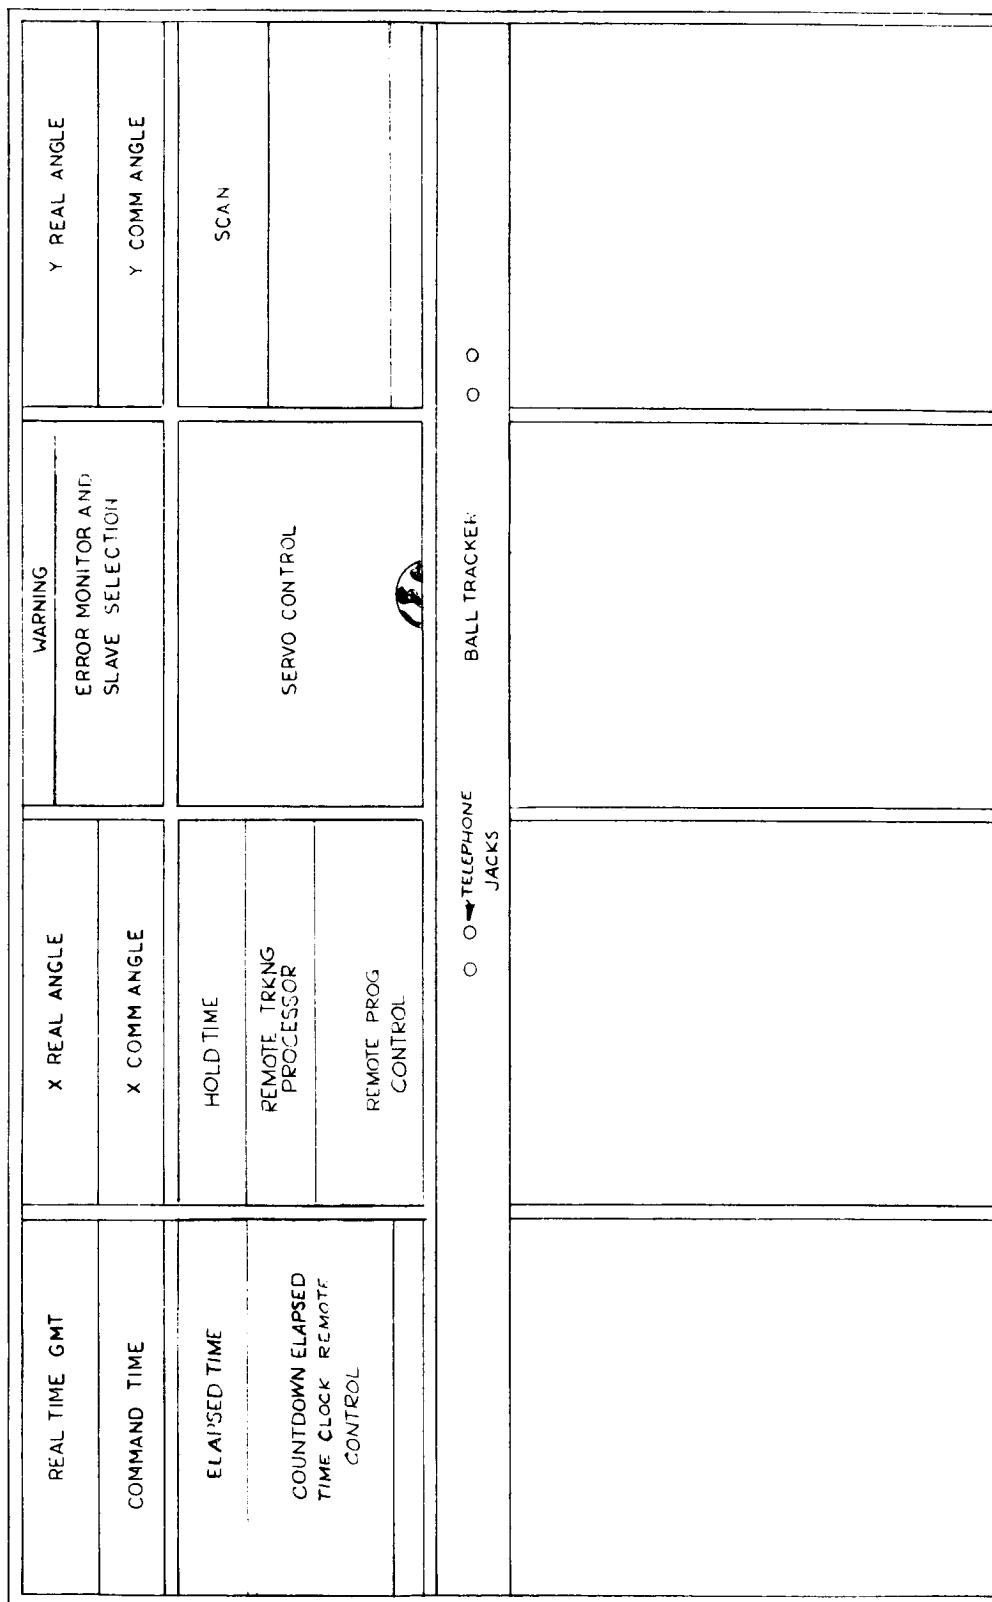 REAL TIME GMT
COMMAND TIME
X REAL ANGLE
X COMM ANGLE
WARNING
ERROR MONITOR AND
SLAVE SELECTION
Y REAL ANGLE
Y COMM ANGLE
ELAPSED TIME
COUNTDOWN ELAPSED
TIME CLOCK REMOTE
CONTROL
HOLD TIME
REMOTE TRKNG
PROCESSOR
REMOTE PROG
CONTROL
SERVO CONTROL
SCAN
TELEPHONE
JACKS
BALL TRACKER